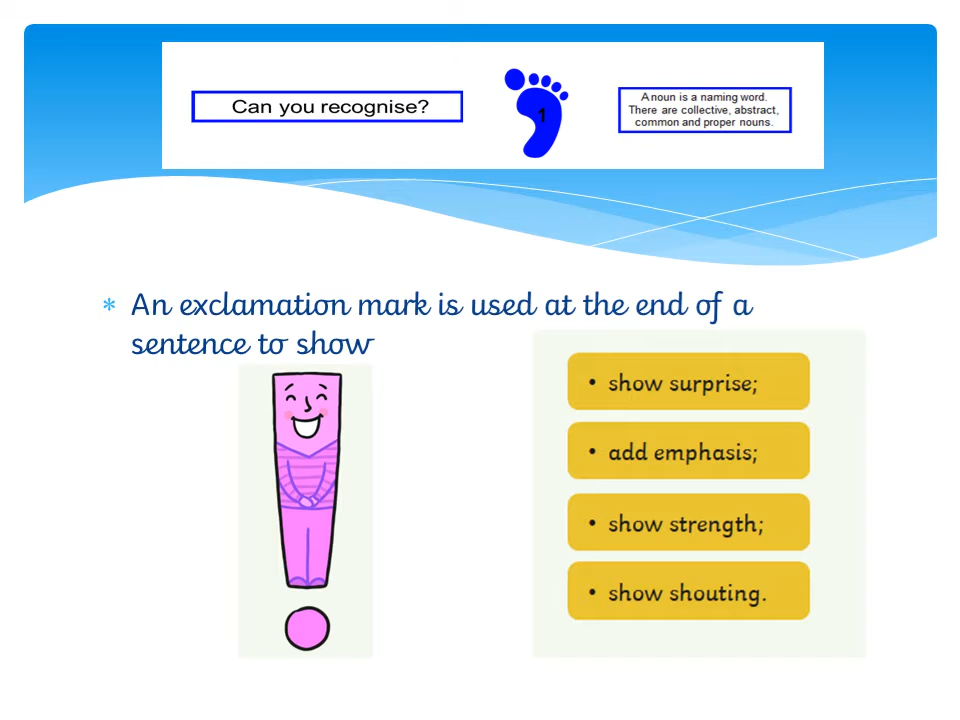 Can you recognise?
1
A noun is a naming word.
There are collective, abstract,
common and proper nouns.
* An exclamation mark is used at the end of a
sentence to show
• show surprise;
• add emphasis;
• show strength;
• show shouting.